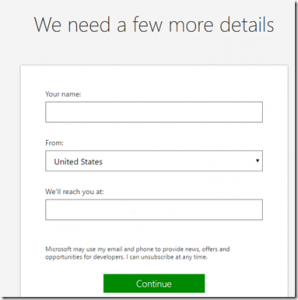 We need a few more details
Your name:
From:
United States
We'll reach you at:
Microsoft may use my email and phone to provide news, offers and
opportunities for developers. I can unsubscribe at any time.
Continue